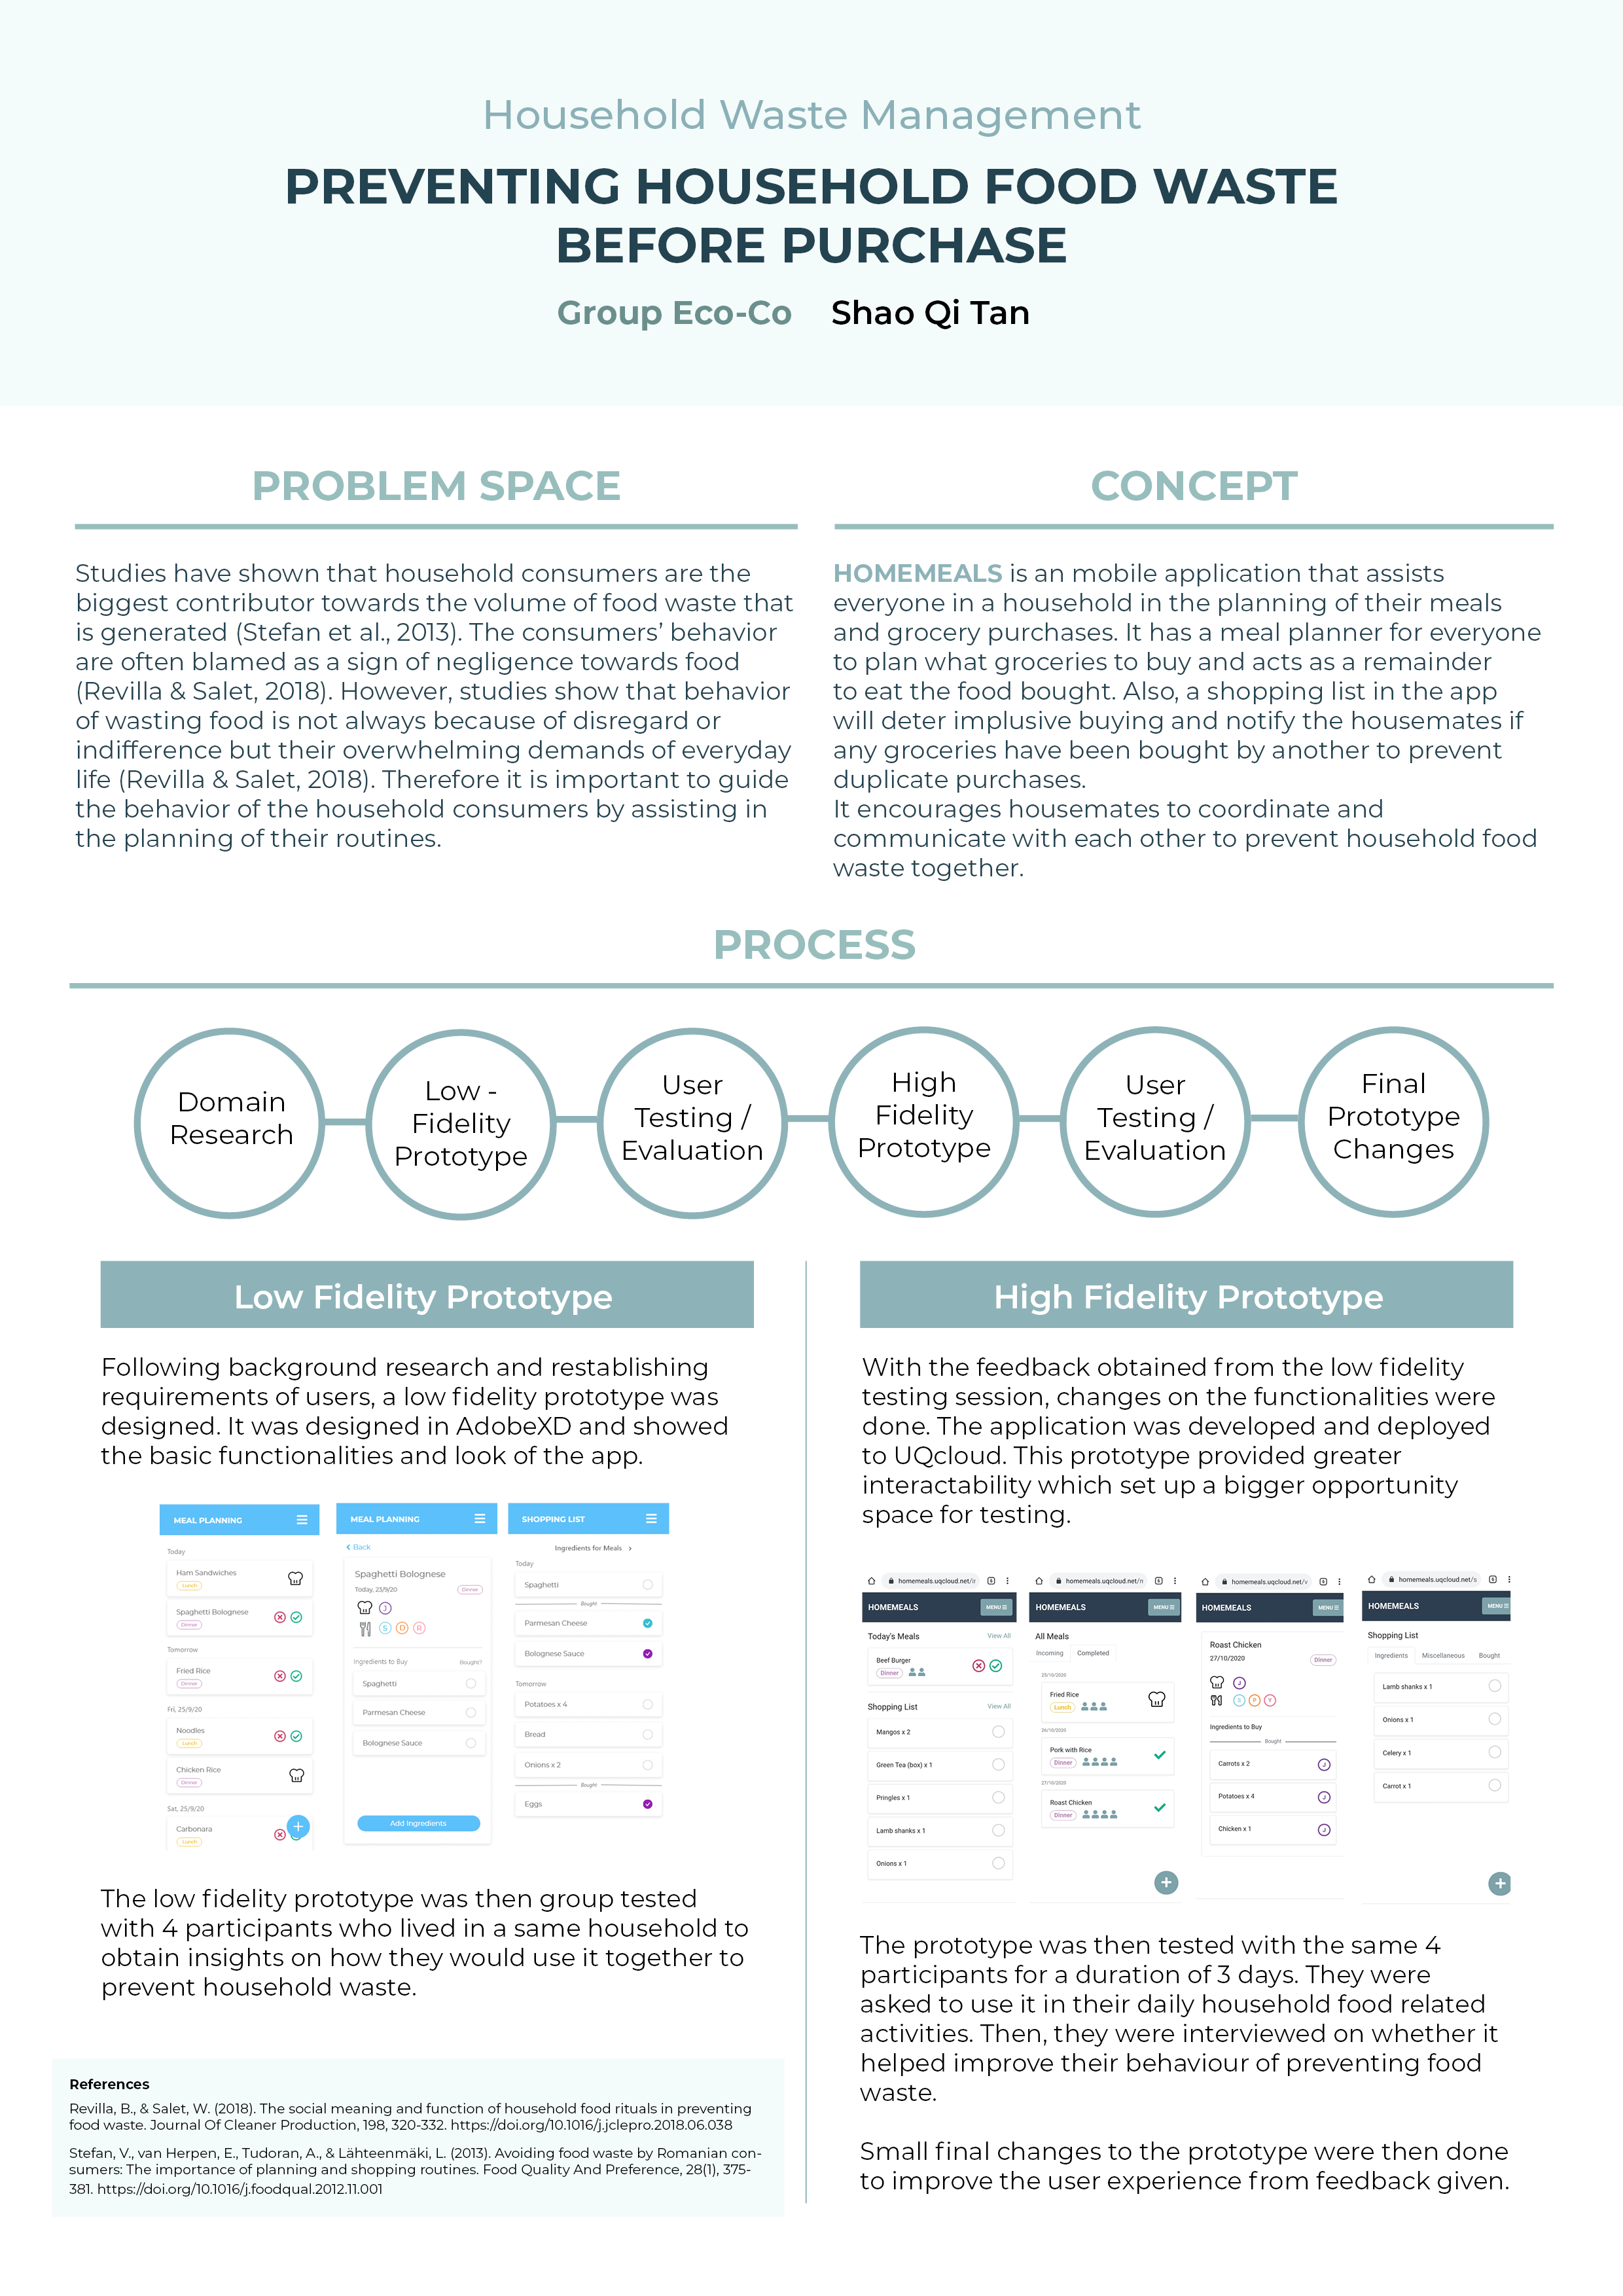 Household Waste Management
PREVENTING HOUSEHOLD FOOD WASTE
BEFORE PURCHASE
Group Eco-Co Shao Qi Tan
PROBLEM SPACE
Studies have shown that household consumers are the
biggest contributor towards the volume of food waste that
is generated (Stefan et al., 2013). The consumers' behavior
are often blamed as a sign of negligence towards food
(Revilla & Salet, 2018). However, studies show that behavior
of wasting food is not always because of disregard or
indifference but their overwhelming demands of everyday
life (Revilla & Salet, 2018). Therefore it is important to guide
the behavior of the household consumers by assisting in
the planning of their routines.
CONCEPT
HOMEMEALS is an mobile application that assists
everyone in a household in the planning of their meals
and grocery purchases. It has a meal planner for everyone
to plan what groceries to buy and acts as a remainder
to eat the food bought. Also, a shopping list in the app
will deter implusive buying and notify the housemates if
any groceries have been bought by another to prevent
duplicate purchases.
It encourages housemates to coordinate and
communicate with each other to prevent household food
waste together.
PROCESS
Domain
Research
Low -
Fidelity
Prototype
User
Testing /
Evaluation
High
Fidelity
Prototype
User
Testing /
Evaluation
Final
Prototype
Changes
Low Fidelity Prototype
Following background research and restablishing
requirements of users, a low fidelity prototype was
designed. It was designed in AdobeXD and showed
the basic functionalities and look of the app.
MEAL PLANNING
Today
Ham Sandwiches
Lunch
Spaghetti Bolognese
Dinner
Tomorrow
Fried Rice
Dinner
Fri, 25/9/20
Noodles
Lunch
Chicken Rice
Dinner
Sat, 25/9/20
Carbonara
Lunch
+
MEAL PLANNING
< Back
Spaghetti Bolognese
Today, 23/9/20 Dinner
J
S D R
Ingredients to Buy Bought?
Spaghetti
Parmesan Cheese
Bolognese Sauce
Add Ingredients
SHOPPING LIST
Ingredients for Meals >
Today
Spaghetti
Bought
Parmesan Cheese
Bolognese Sauce
Tomorrow
Potatoes x 4
Bread
Onions x 2
Bought
Eggs
The low fidelity prototype was then group tested
with 4 participants who lived in a same household to
obtain insights on how they would use it together to
prevent household waste.
References
Revilla, B., & Salet, W. (2018). The social meaning and function of household food rituals in preventing
food waste. Journal Of Cleaner Production, 198, 320-332. https://doi.org/10.1016/j.jclepro.2018.06.038
Stefan, V., van Herpen, E., Tudoran, A., & Lähteenmäki, L. (2013). Avoiding food waste by Romanian con-
sumers: The importance of planning and shopping routines. Food Quality And Preference, 28(1), 375-
381. https://doi.org/10.1016/j.foodqual.2012.11.001
High Fidelity Prototype
With the feedback obtained from the low fidelity
testing session, changes on the functionalities were
done. The application was developed and deployed
to UQcloud. This prototype provided greater
interactability which set up a bigger opportunity
space for testing.
homemeals.uqcloud.net/
HOMEMEALS MENU
Today's Meals View All
Beef Burger
Dinner
Shopping List View All
Mangos x 2
Green Tea (box) x 1
Pringles x 1
Lamb shanks x 1
Onions x 1
homemeals.uqcloud.net/
HOMEMEALS MENU
All Meals
Incoming Completed
25/10/2020
Fried Rice
Lunch
26/10/2020
Pork with Rice
Dinner
27/10/2020
Roast Chicken
Dinner
+
homemeals.uqcloud.net/
HOMEMEALS MENU
Roast Chicken
27/10/2020 Dinner
J
S P Y
Ingredients to Buy
Bought
Carrots x 2 J
Potatoes x 4 J
Chicken x 1 J
homemeals.uqcloud.net/s
HOMEMEALS MENU
Shopping List
Ingredients Miscellaneous Bought
Lamb shanks x 1
Onions x 1
Celery x 1
Carrot x 1
+
The prototype was then tested with the same 4
participants for a duration of 3 days. They were
asked to use it in their daily household food related
activities. Then, they were interviewed on whether it
helped improve their behaviour of preventing food
waste.
Small final changes to the prototype were then done
to improve the user experience from feedback given.